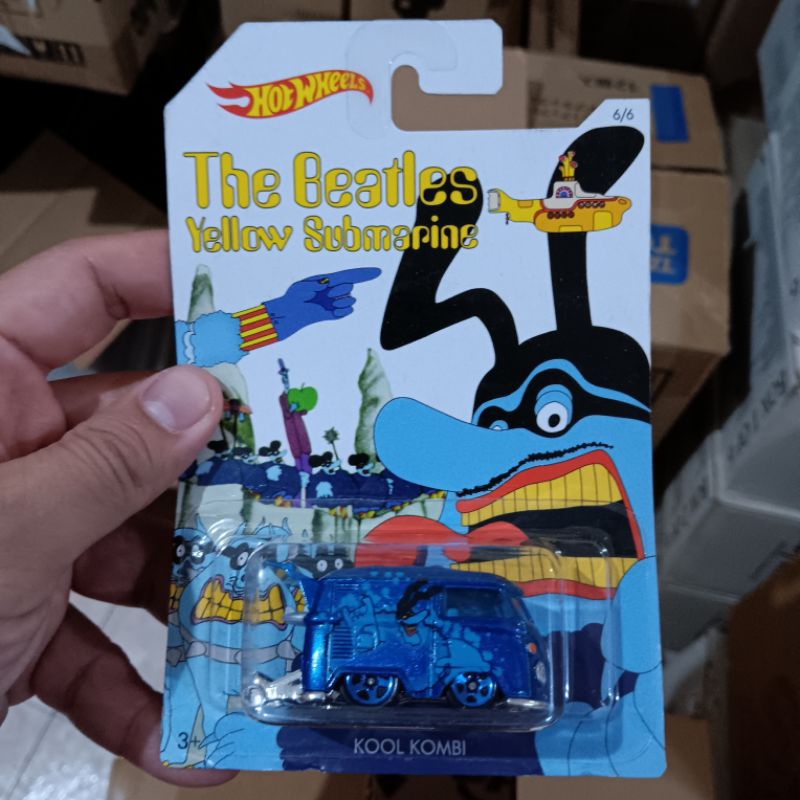 HOT WHEELS
6/6
The Beatles
Yellow Submarine
3+
KOOL KOMBI